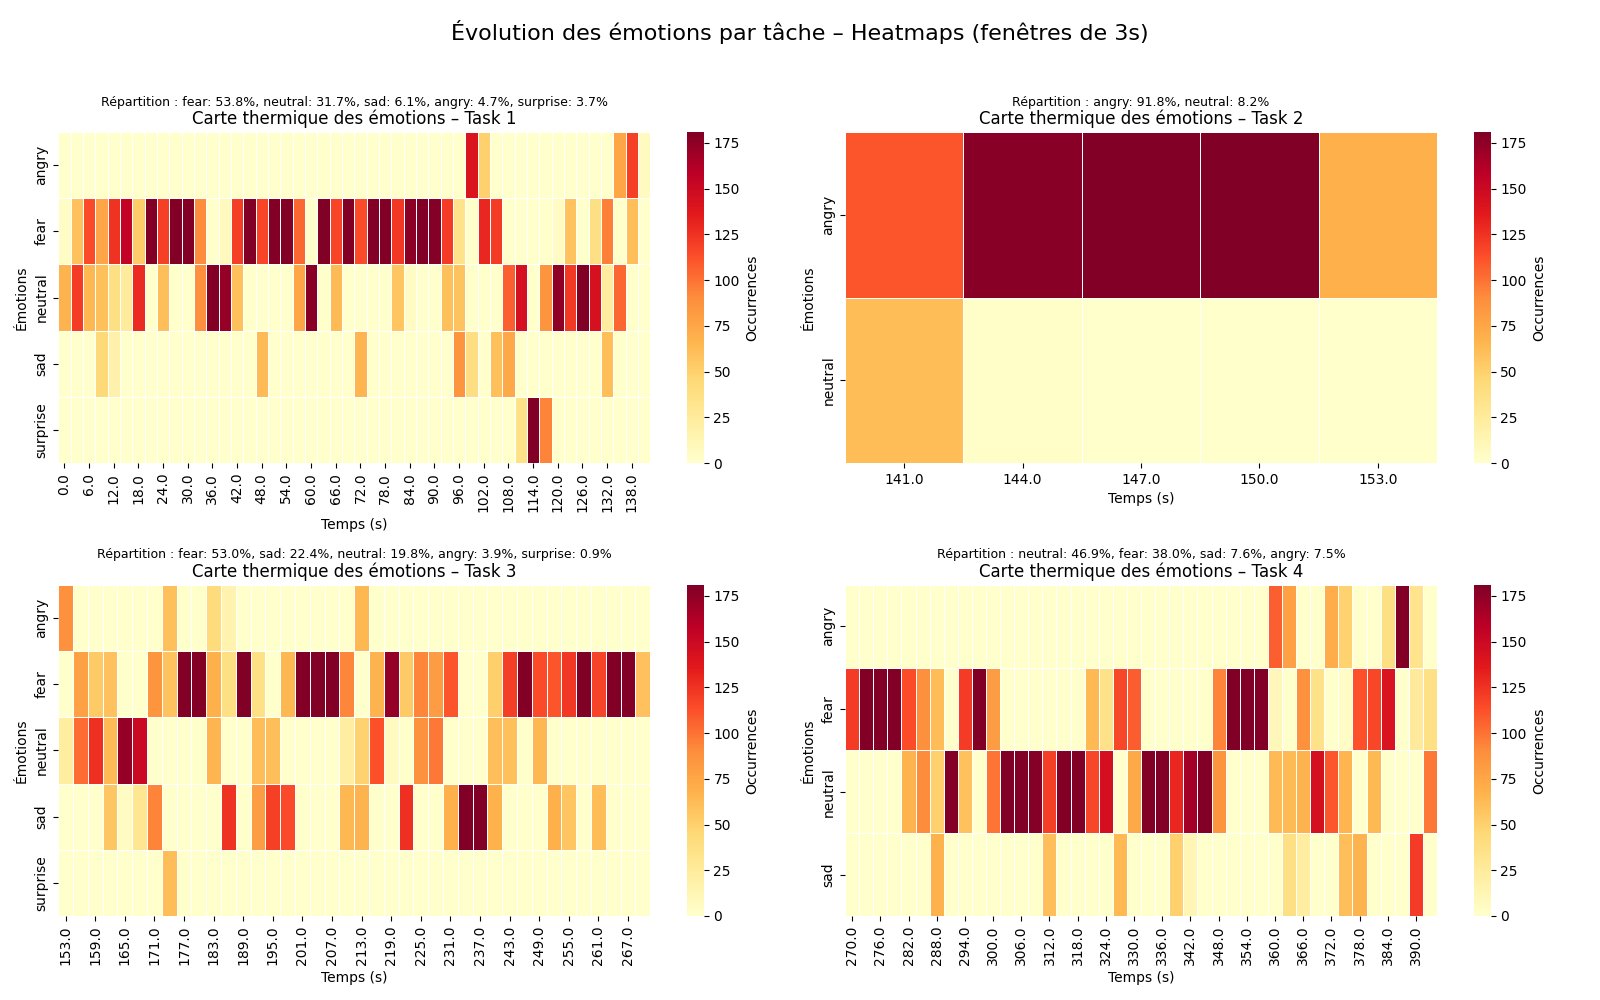 Évolution des émotions par tâche – Heatmaps (fenêtres de 3s)
Répartition : fear: 53.8%, neutral: 31.7%, sad: 6.1%, angry: 4.7%, surprise: 3.7%
Carte thermique des émotions – Task 1
Émotions
angry
fear
neutral
sad
surprise
0.0 6.0 12.0 18.0 24.0 30.0 36.0 42.0 48.0 54.0 60.0 66.0 72.0 78.0 84.0 90.0 96.0 102.0 108.0 114.0 120.0 126.0 132.0 138.0
Temps (s)
175
150
125
100
75
50
25
0
Occurrences
Répartition : angry: 91.8%, neutral: 8.2%
Carte thermique des émotions – Task 2
Émotions
angry
neutral
141.0 144.0 147.0 150.0 153.0
Temps (s)
175
150
125
100
75
50
25
0
Occurrences
Répartition : fear: 53.0%, sad: 22.4%, neutral: 19.8%, angry: 3.9%, surprise: 0.9%
Carte thermique des émotions – Task 3
Émotions
angry
fear
neutral
sad
surprise
153.0 159.0 165.0 171.0 177.0 183.0 189.0 195.0 201.0 207.0 213.0 219.0 225.0 231.0 237.0 243.0 249.0 255.0 261.0 267.0
Temps (s)
175
150
125
100
75
50
25
0
Occurrences
Répartition : neutral: 46.9%, fear: 38.0%, sad: 7.6%, angry: 7.5%
Carte thermique des émotions – Task 4
Émotions
angry
fear
neutral
sad
270.0 276.0 282.0 288.0 294.0 300.0 306.0 312.0 318.0 324.0 330.0 336.0 342.0 348.0 354.0 360.0 366.0 372.0 378.0 384.0 390.0
Temps (s)
175
150
125
100
75
50
25
0
Occurrences